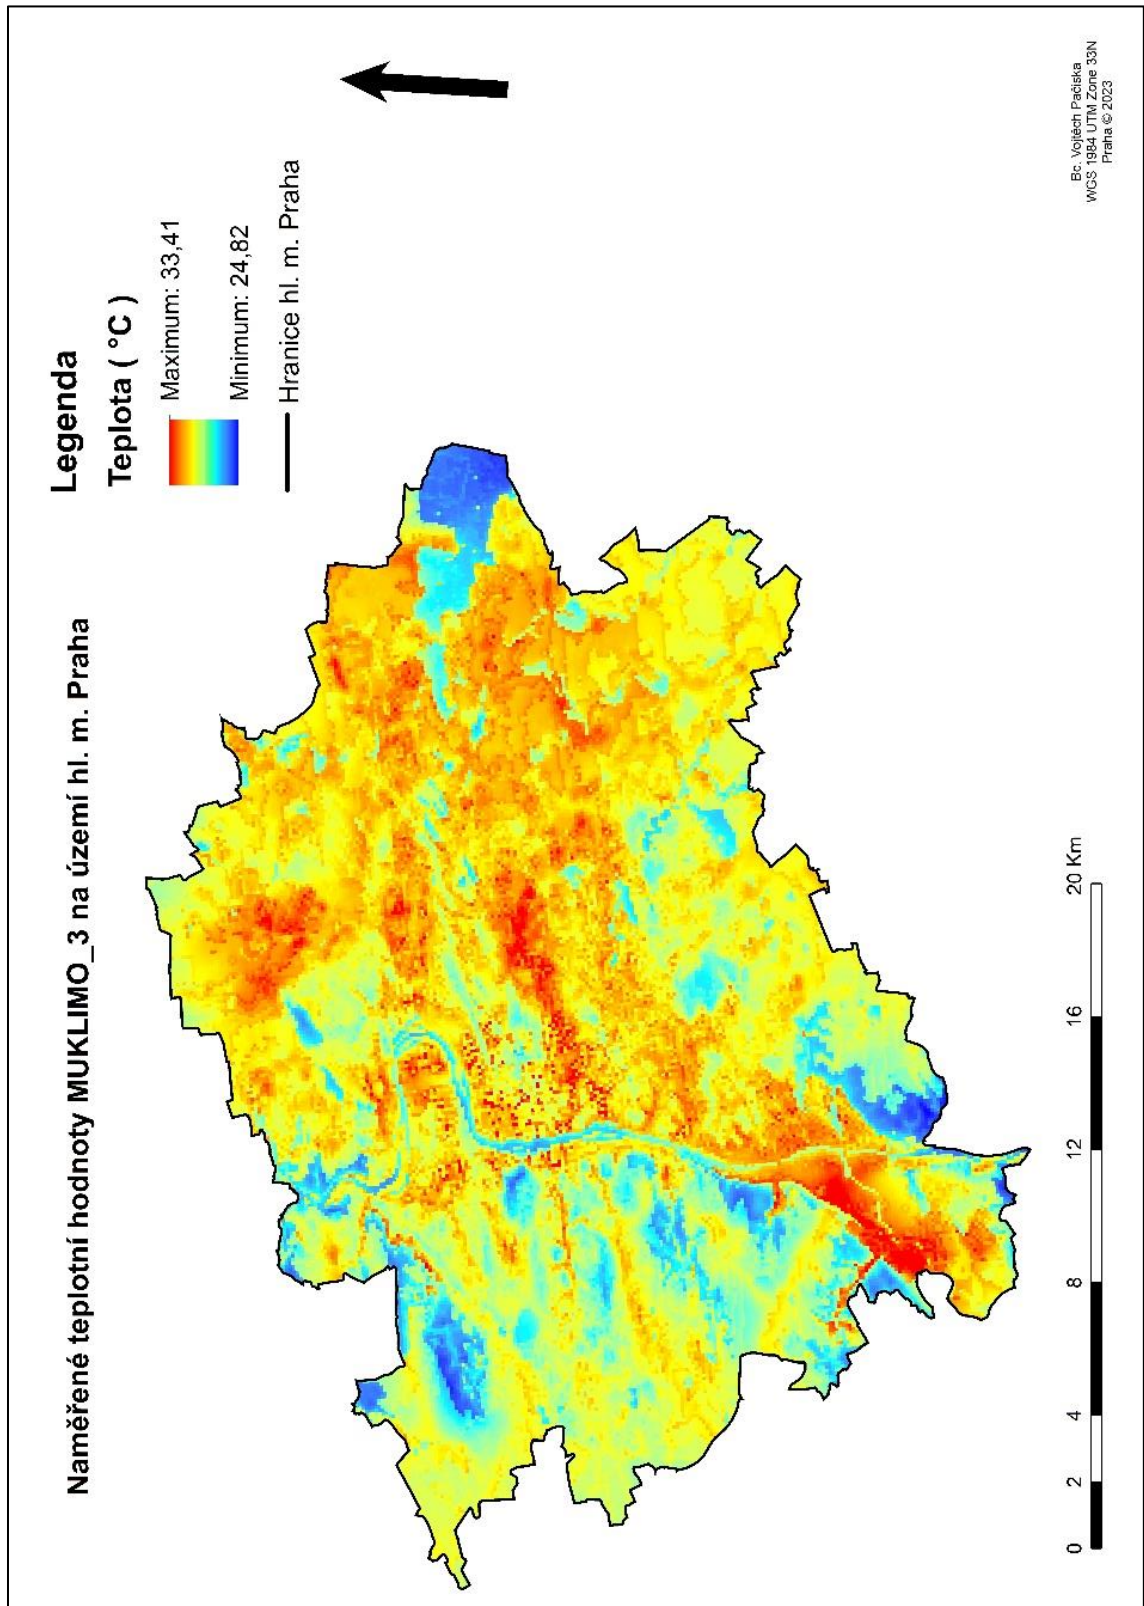 Naměřené teplotní hodnoty MUKLIMO_3 na území hl. m. Praha
Legenda
Teplota ( °C )
Maximum: 33,41
Minimum: 24,82
Hranice hl. m. Praha
0 2 4 8 12 16 20 Km
Bc. Vojtěch Pačiska
WGS 1984 UTM Zone 33N
Praha © 2023